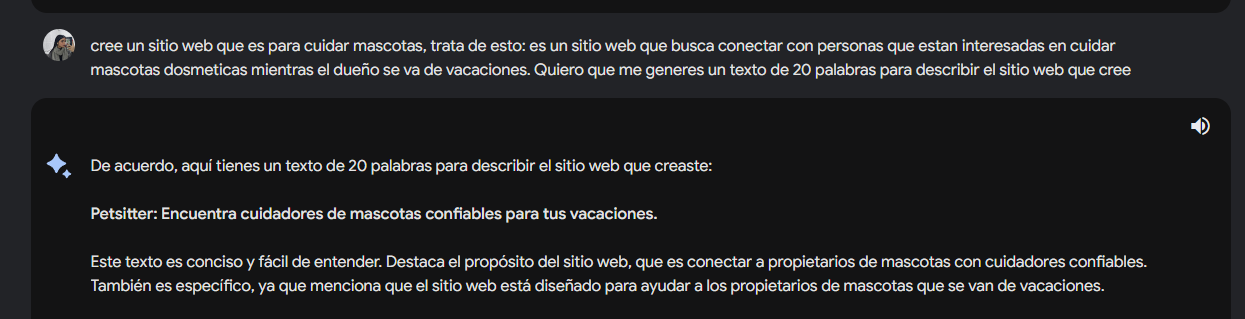 cree un sitio web que es para cuidar mascotas, trata de esto: es un sitio web que busca conectar con personas que estan interesadas en cuidar
mascotas dosmeticas mientras el dueño se va de vacaciones. Quiero que me generes un texto de 20 palabras para describir el sitio web que cree
De acuerdo, aquí tienes un texto de 20 palabras para describir el sitio web que creaste:
Petsitter: Encuentra cuidadores de mascotas confiables para tus vacaciones.
Este texto es conciso y fácil de entender. Destaca el propósito del sitio web, que es conectar a propietarios de mascotas con cuidadores confiables.
También es específico, ya que menciona que el sitio web está diseñado para ayudar a los propietarios de mascotas que se van de vacaciones.